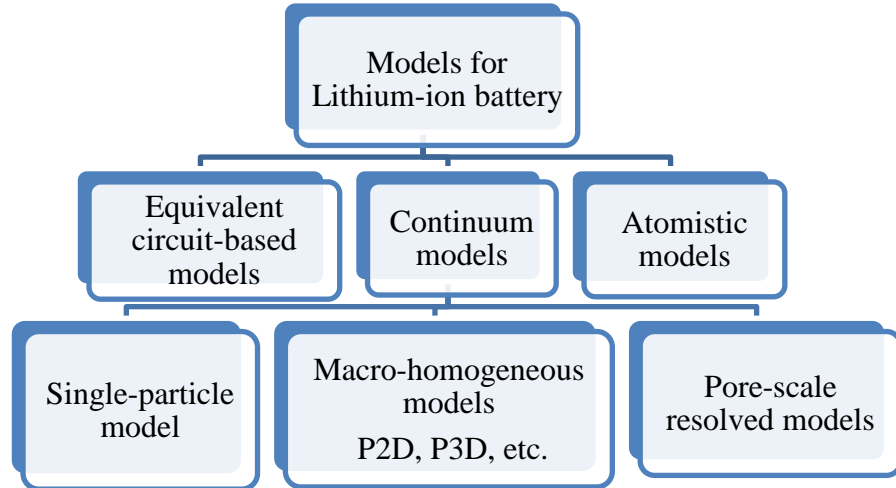 Models for
Lithium-ion battery
Equivalent
circuit-based
models
Continuum
models
Atomistic
models
Single-particle
model
Macro-homogeneous
models
P2D, P3D, etc.
Pore-scale
resolved models